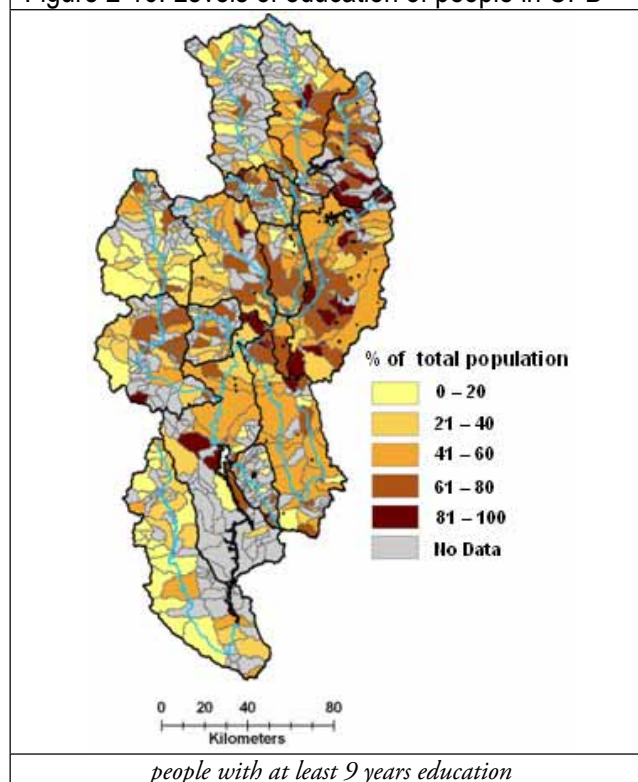 % of total population
0 – 20
21 – 40
41 – 60
61 – 80
81 – 100
No Data
0 20 40 80
Kilometers
people with at least 9 years education